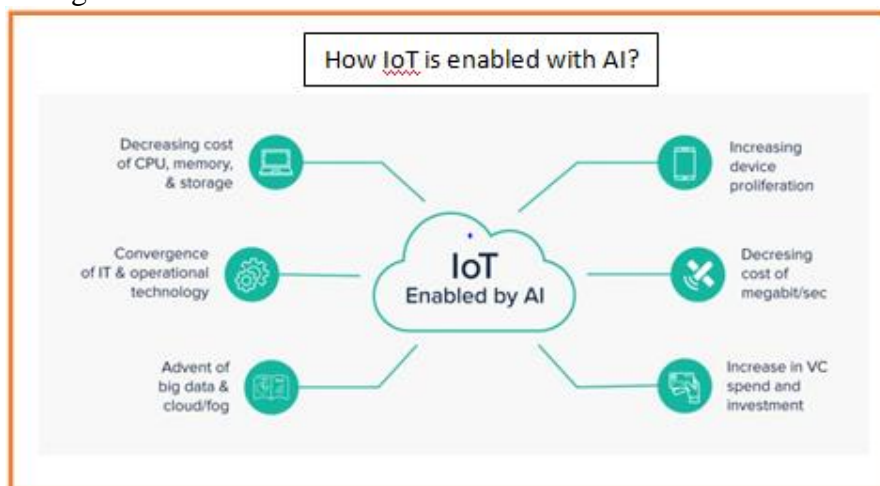 How IoT is enabled with AI?
Decreasing cost
of CPU, memory,
& storage
Convergence
of IT & operational
technology
Advent of
big data &
cloud/fog
IoT
Enabled by AI
Increasing
device
proliferation
Decresing
cost of
megabit/sec
Increase in VC
spend and
investment